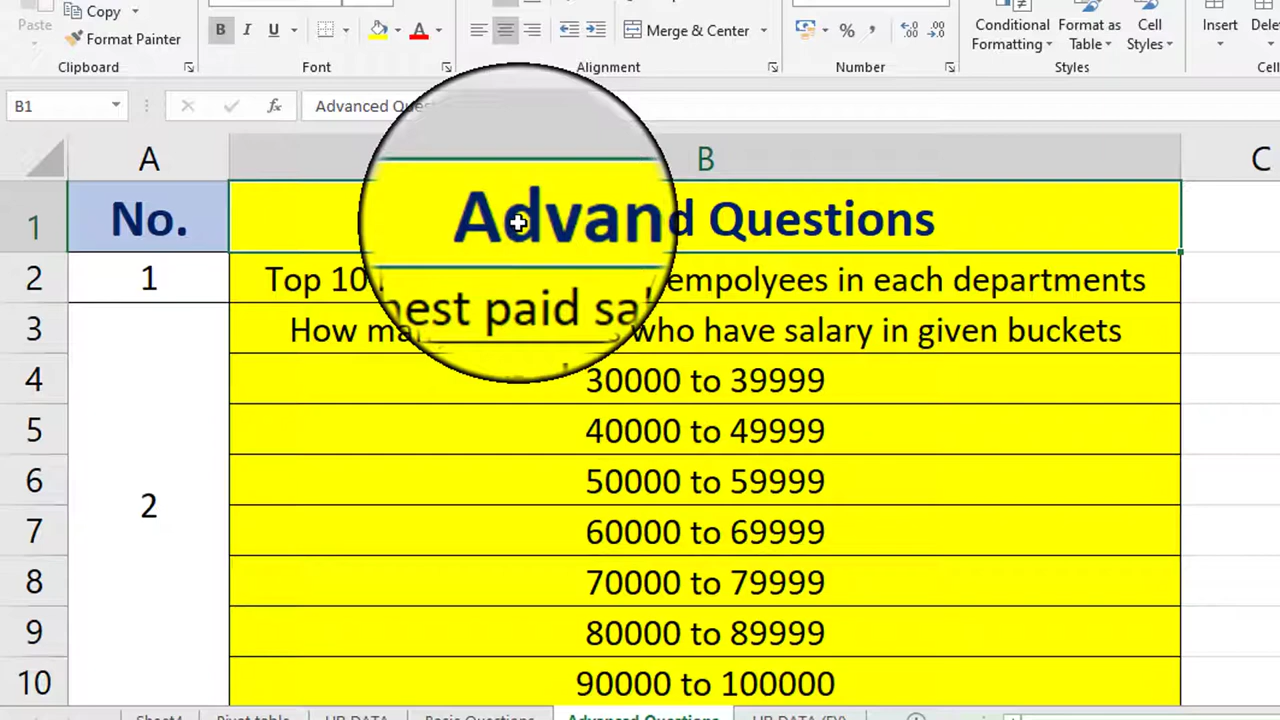 Paste
Copy
Format Painter
B I U
A
Merge & Center
%
Conditional Formatting
Format as Table
Cell Styles
Insert
Clipboard
Font
Alignment
Number
Styles
B1
fx
Advanced
A B C
1 No. Advan d Questions
2 1 Top 10 empolyees in each departments
est paid
3 How who have salary in given buckets
4 30000 to 39999
5 40000 to 49999
6 2 50000 to 59999
7 60000 to 69999
8 70000 to 79999
9 80000 to 89999
10 90000 to 100000
Sheet4 Pivot table HR DATA Basic Questions Advanced Questions